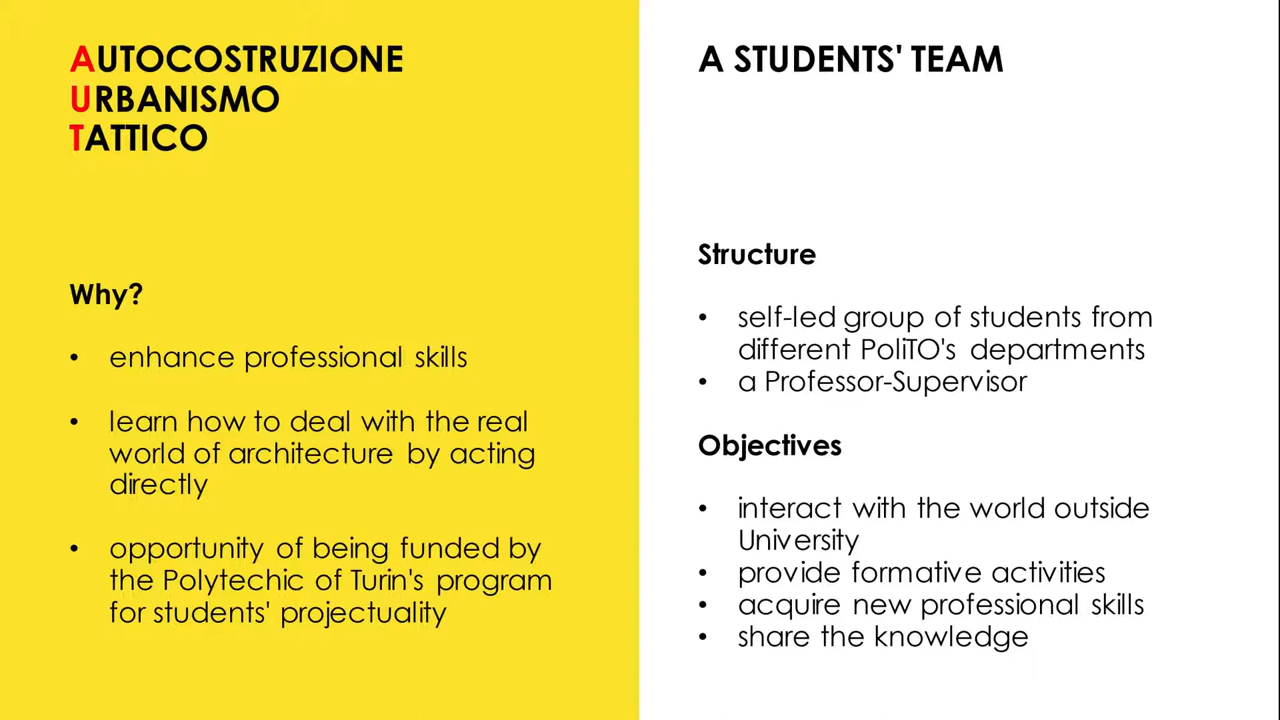 AUTOCOSTRUZIONE
URBANISMO
TATTICO
Why?
• enhance professional skills
• learn how to deal with the real
world of architecture by acting
directly
• opportunity of being funded by
the Polytechic of Turin's program
for students' projectuality
A STUDENTS' TEAM
Structure
• self-led group of students from
different PoliTO's departments
• a Professor-Supervisor
Objectives
• interact with the world outside
University
• provide formative activities
• acquire new professional skills
• share the knowledge